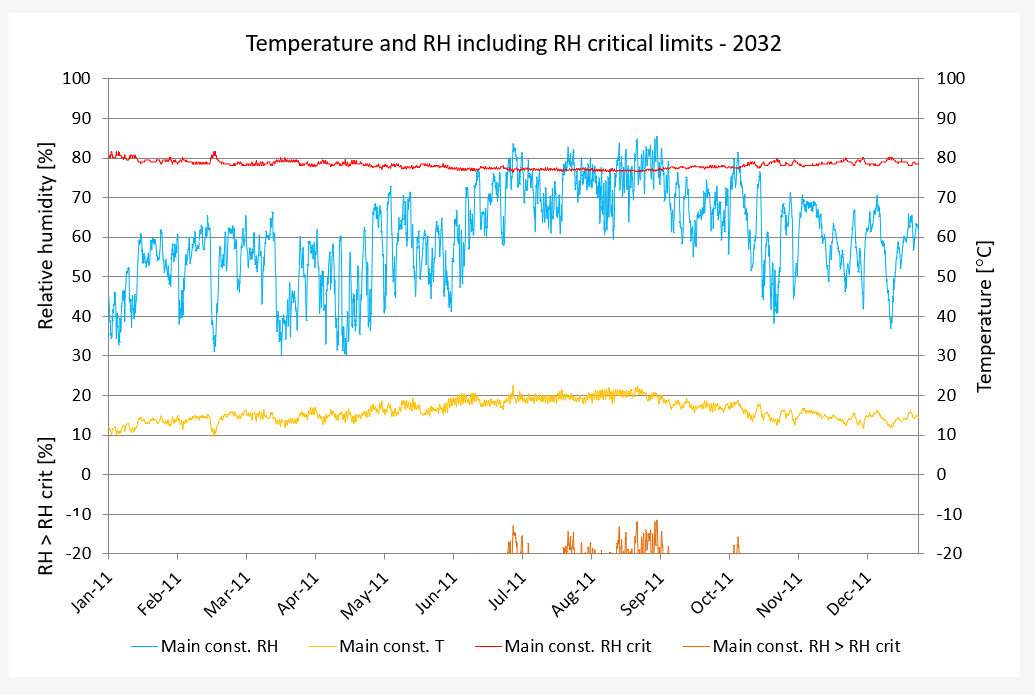 Temperature and RH including RH critical limits - 2032
Relative humidity [%]
RH > RH crit [%]
100
90
80
70
60
50
40
30
20
10
0
-10
-20
100
90
80
70
60
50
40
30
20
10
0
-10
-20
Temperature [°C]
Jan-11
Feb-11
Mar-11
Apr-11
May-11
Jun-11
Jul-11
Aug-11
Sep-11
Oct-11
Nov-11
Dec-11
Main const. RH
Main const. T
Main const. RH crit
Main const. RH > RH crit